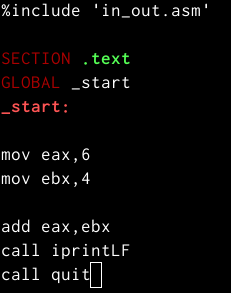 %include 'in_out.asm'
SECTION .text
GLOBAL _start
_start:
mov eax,6
mov ebx,4
add eax,ebx
call iprintLF
call quit